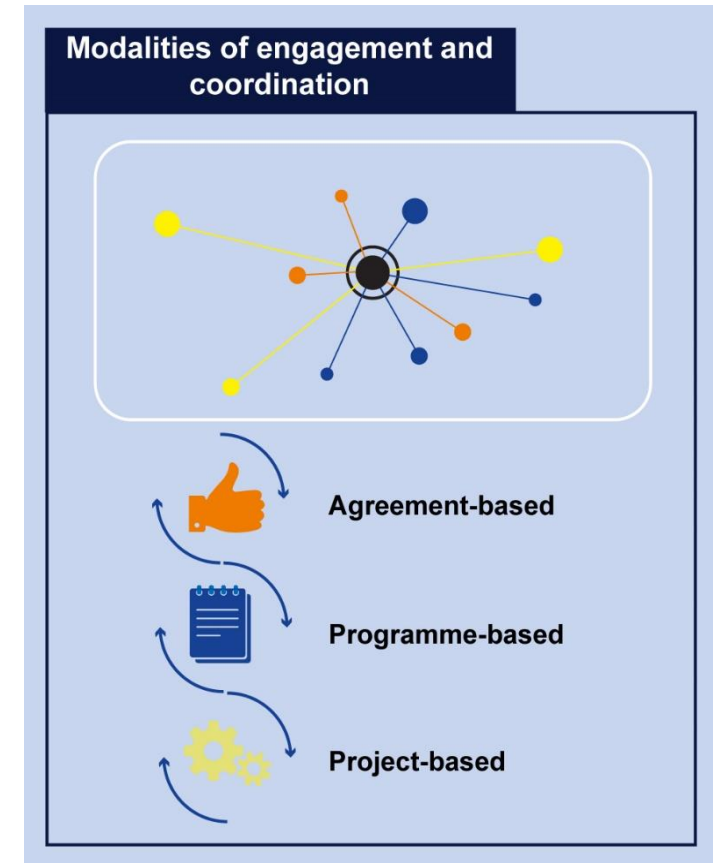 Modalities of engagement and
coordination
Agreement-based
Programme-based
Project-based